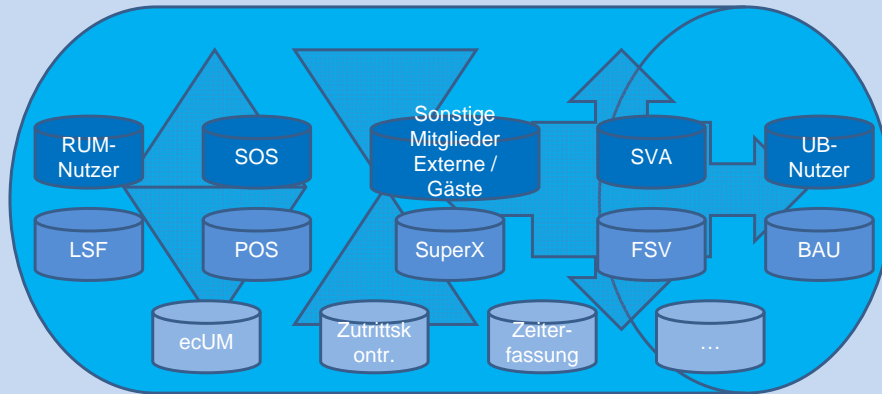 RUM-
Nutzer
SOS
Sonstige
Mitglieder
Externe /
Gäste
SVA
UB-
Nutzer
LSF
POS
SuperX
FSV
BAU
ecUM
Zutrittsk
ontr.
Zeiter-
fassung
…